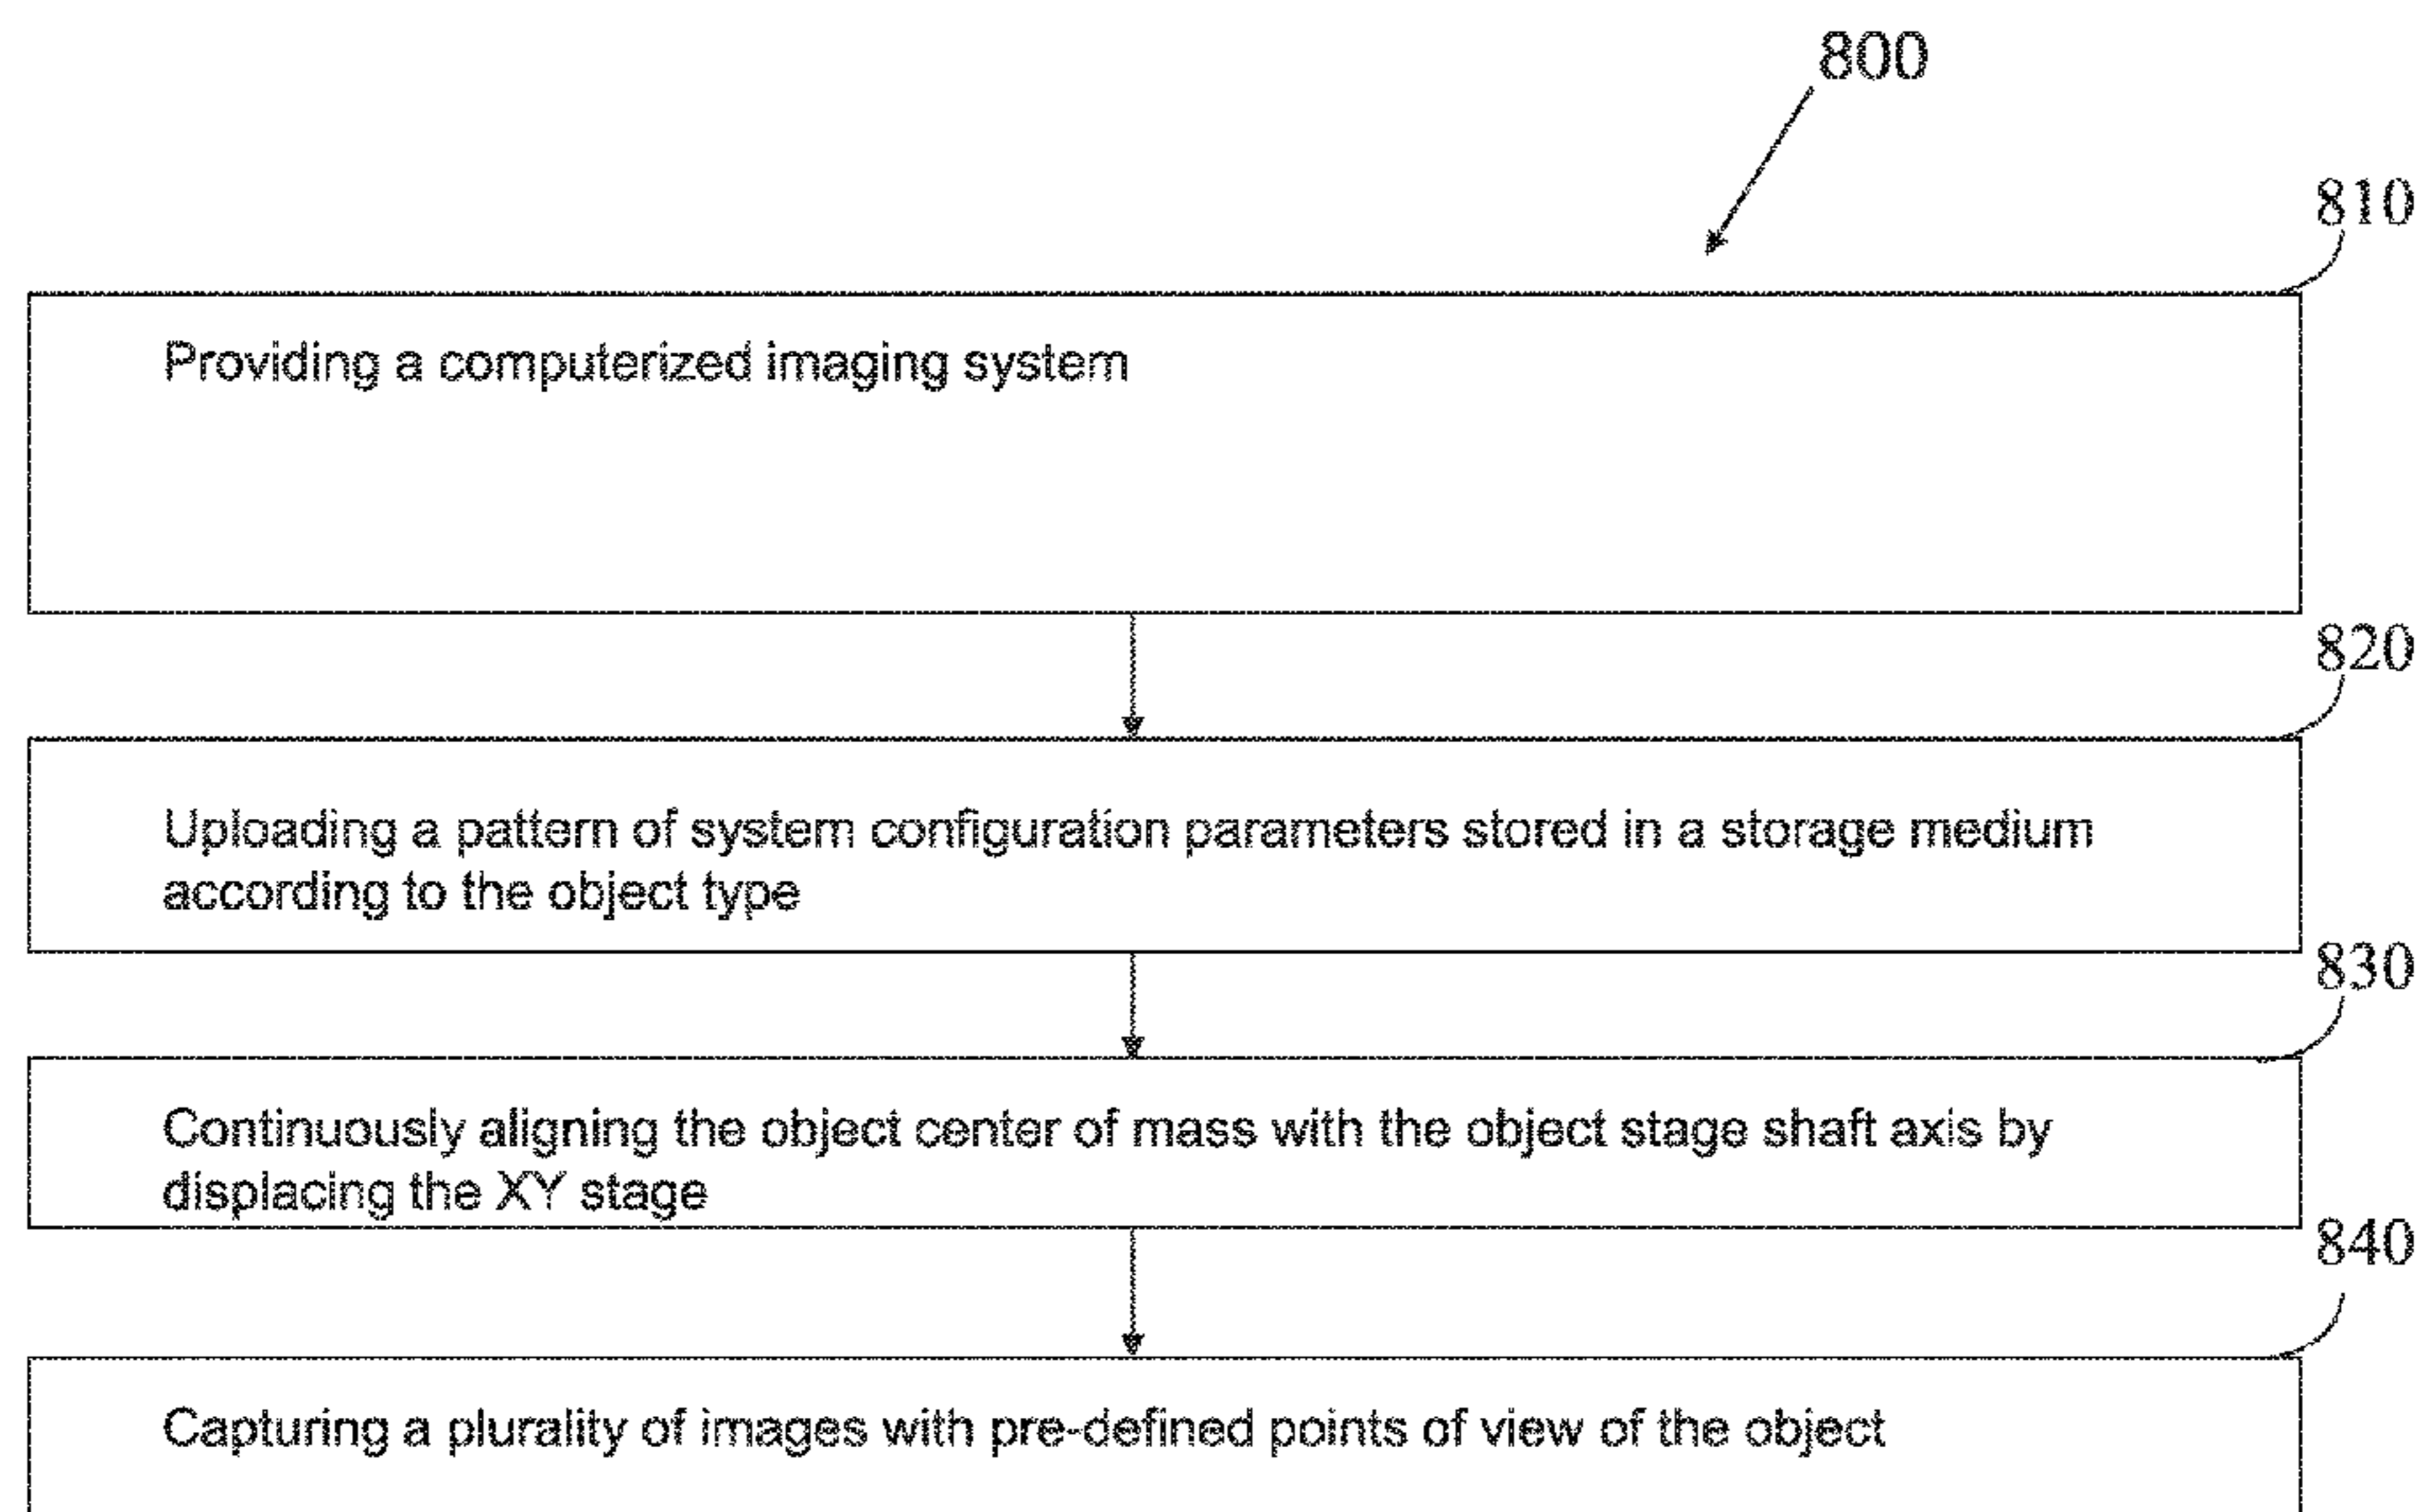 800
810
Providing a computerized imaging system
820
Uploading a pattern of system configuration parameters stored in a storage medium
according to the object type
830
Continuously aligning the object center of mass with the object stage shaft axis by
displacing the XY stage
840
Capturing a plurality of images with pre-defined points of view of the object